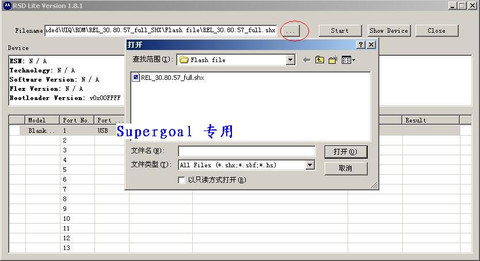 RSD Lite Version 1.8.1
Filename ded\UIQ\ROM\REL_30.80.57_full_SHX\Flash file\REL_30.80.57_full.shx ... Start Show Device Close
Device
ESN: N / A
Technology: N / A
Software Version: N / A
Flex Version: N / A
Bootloader Version: v0x00FFFF
打开
查找范围(I): Flash file
REL_30.80.57_full.shx
文件名(N): 打开(O)
文件类型(T): All Files (*.shx;*.sbf;*.hs) 取消
以只读方式打开(R)
Model Port No. Port Result
Blank... 1 USB
Supergoal 专用
2
3
4
5
6
7
8
9
10
11
12
13